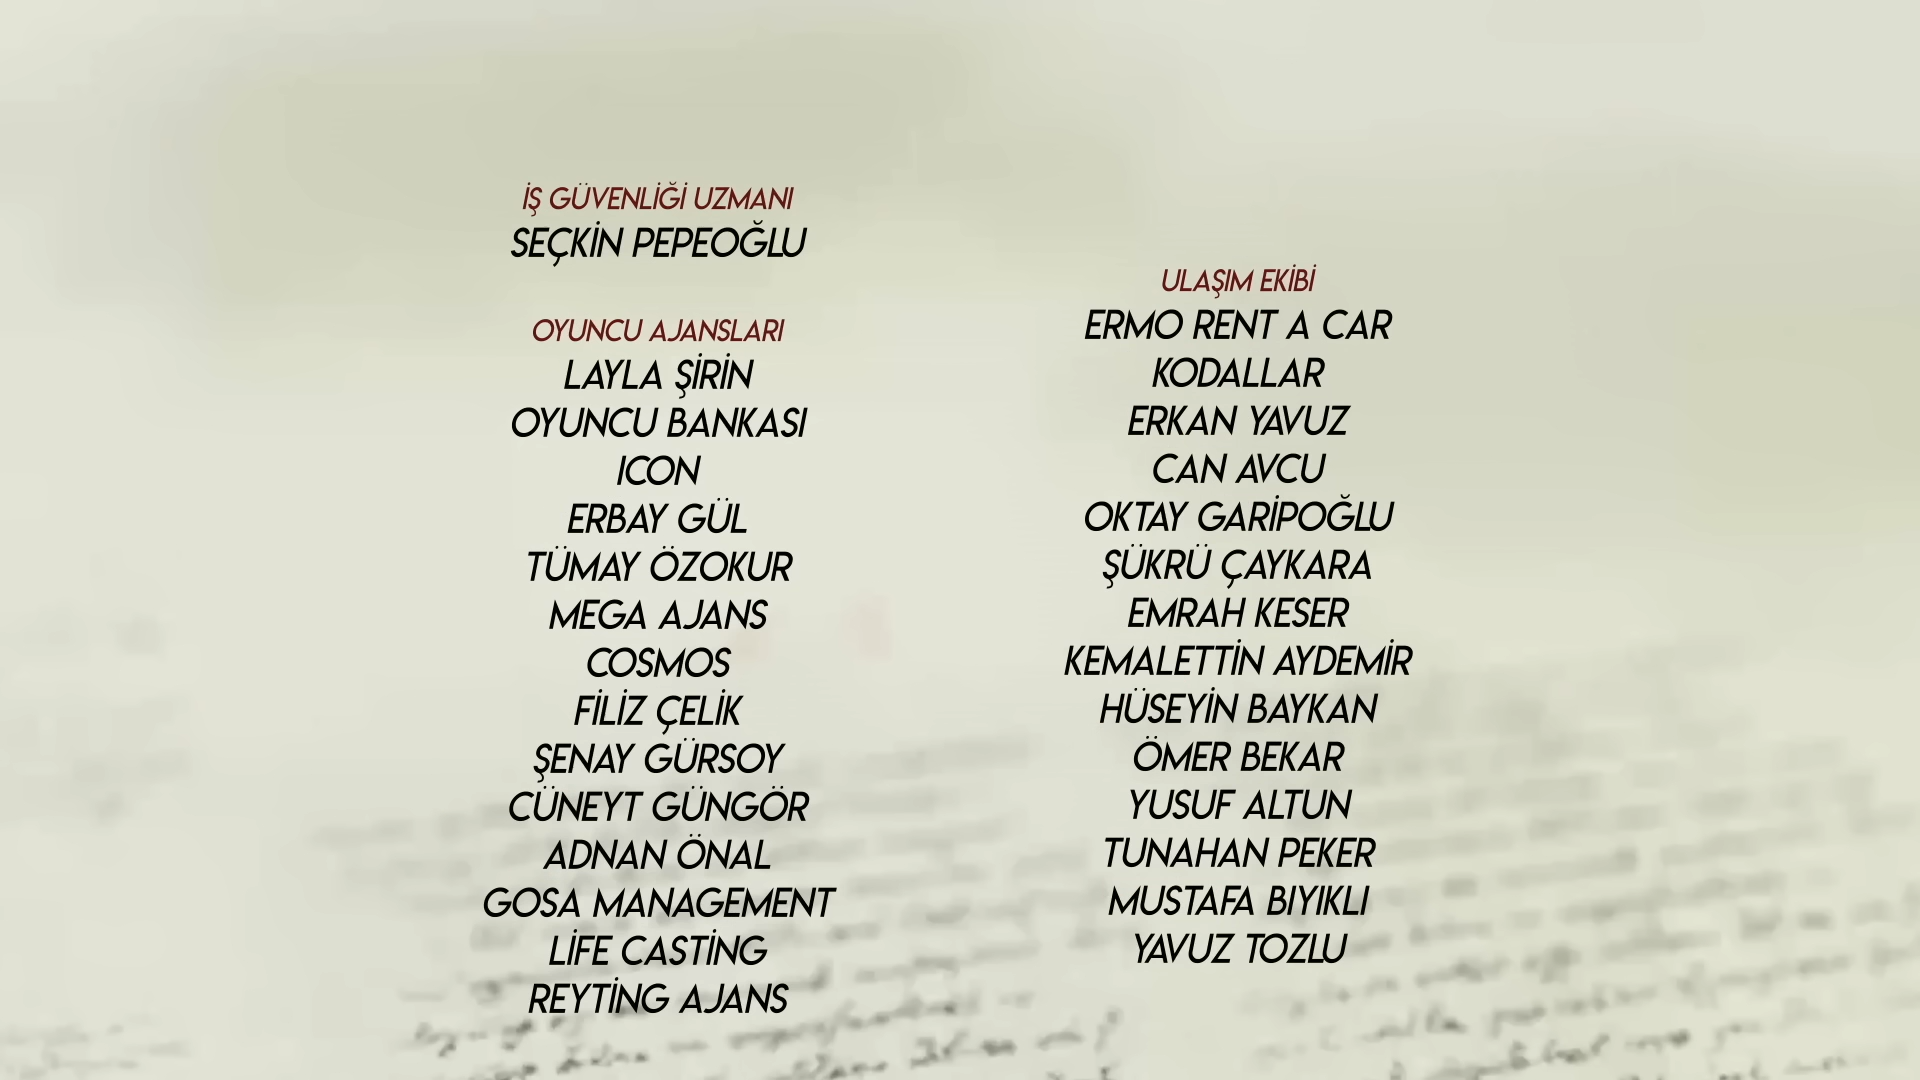 İŞ GÜVENLİĞİ UZMANI
SEÇKİN PEPEOĞLU
OYUNCU AJANSLARI
LAYLA ŞİRİN
OYUNCU BANKASI
ICON
ERBAY GÜL
TÜMAY ÖZOKUR
MEGA AJANS
COSMOS
FİLİZ ÇELİK
ŞENAY GÜRSOY
CÜNEYT GÜNGÖR
ADNAN ÖNAL
GOSA MANAGEMENT
LİFE CASTİNG
REYTİNG AJANS
ULAŞIM EKİBİ
ERMO RENT A CAR
KODALLAR
ERKAN YAVUZ
CAN AVCU
OKTAY GARİPOĞLU
ŞÜKRÜ ÇAYKARA
EMRAH KESER
KEMALETTİN AYDEMİR
HÜSEYİN BAYKAN
ÖMER BEKAR
YUSUF ALTUN
TUNAHAN PEKER
MUSTAFA BIYIKLI
YAVUZ TOZLU